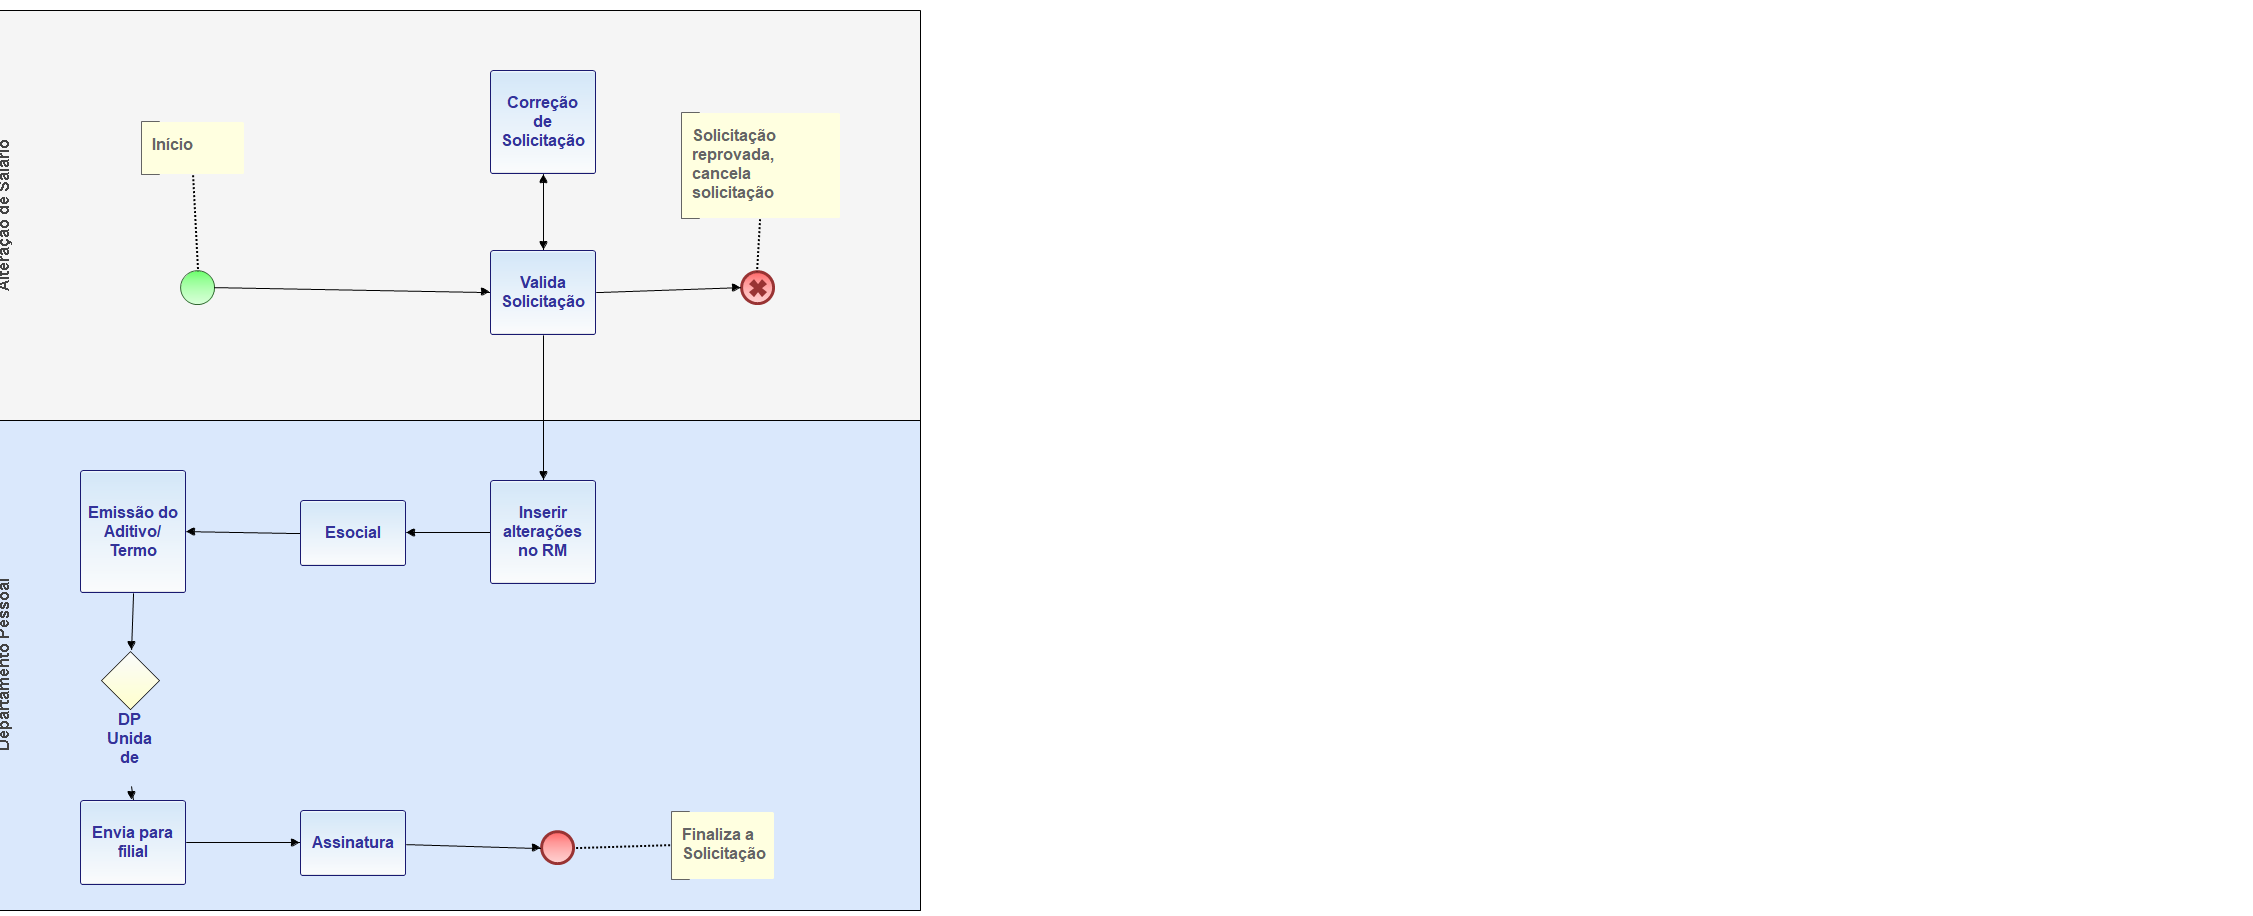 Alteração de Salário
Início
Correção
de
Solicitação
Solicitação
reprovada,
cancela
solicitação
Valida
Solicitação
Departamento Pessoal
Emissão do
Aditivo/
Termo
Esocial
Inserir
alterações
no RM
DP
Unida
de
Envia para
filial
Assinatura
Finaliza a
Solicitação